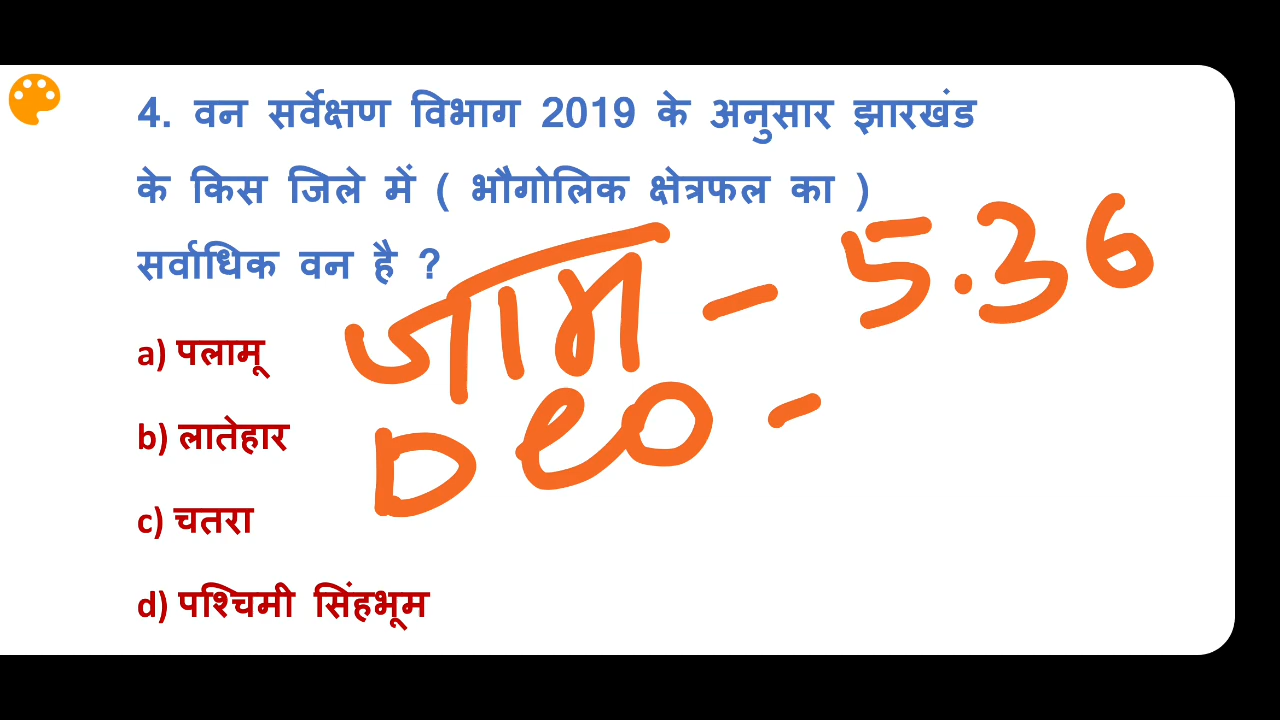 4. वन सर्वेक्षण विभाग 2019 के अनुसार झारखंड
के किस जिले में ( भौगोलिक क्षेत्रफल का )
सर्वाधिक वन है ?
जाम - 5.36
Deo -
a) पलामू
b) लातेहार
c) चतरा
d) पश्चिमी सिंहभूम